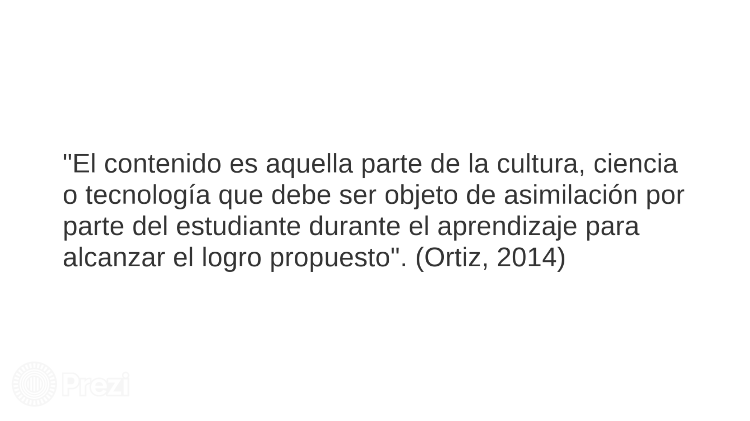 "El contenido es aquella parte de la cultura, ciencia
o tecnología que debe ser objeto de asimilación por
parte del estudiante durante el aprendizaje para
alcanzar el logro propuesto". (Ortiz, 2014)
Prezi